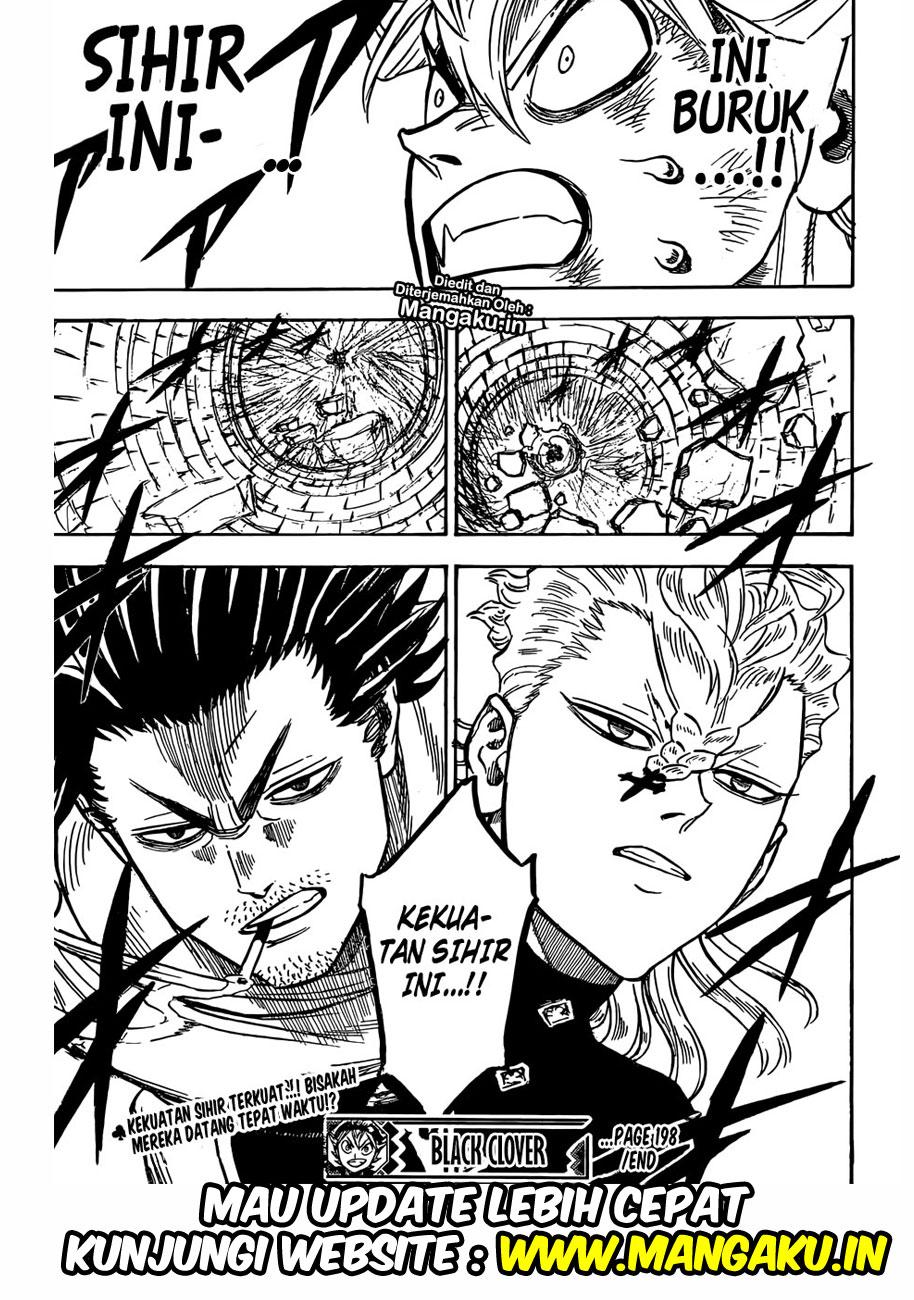 SIHIR
INI-
...!
INI
BURUK
....!!
Diedit dan
Diterjemahkan Oleh :
Mangaku.in
KEKUA-
TAN SIHIR
INI...!!
♣KEKUATAN SIHIR TERKUAT..!! BISAKAH
MEREKA DATANG TEPAT WAKTU!?
BLACK CLOVER
...PAGE 198
/END
MAU UPDATE LEBIH CEPAT
KUNJUNGI WEBSITE : WWW.MANGAKU.IN